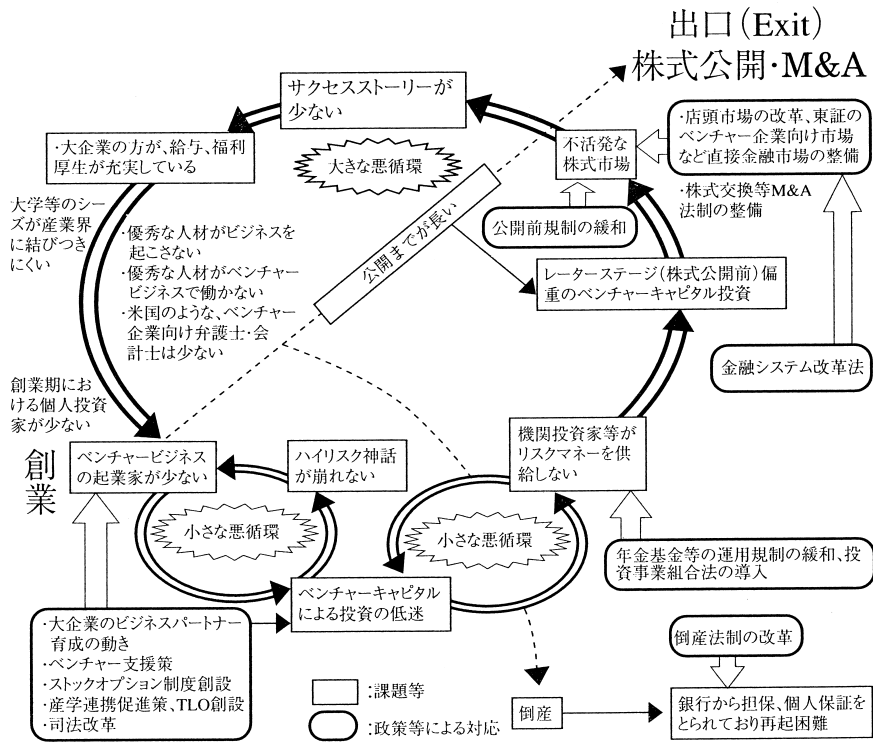 出口(Exit)
株式公開・M&A
サクセスストーリーが
少ない
・大企業の方が、給与、福利
厚生が充実している
大きな悪循環
不活発な
株式市場
・店頭市場の改革、東証の
ベンチャー企業向け市場
など直接金融市場の整備
・株式交換等M&A
法制の整備
公開前規制の緩和
公開までが長い
大学等のシー
ズが産業界
に結びつき
にくい
・優秀な人材がビジネスを
起こさない
・優秀な人材がベンチャー
ビジネスで働かない
・米国のような、ベンチャー
企業向け弁護士・会
計士は少ない
レーターステージ(株式公開前)偏
重のベンチャーキャピタル投資
金融システム改革法
創業期にお
ける個人投資
家が少ない
創業
ベンチャービジネス
の起業家が少ない
ハイリスク神話
が崩れない
機関投資家等が
リスクマネーを供
給しない
小さな悪循環
小さな悪循環
年金基金等の運用規制の緩和、投
資事業組合法の導入
ベンチャーキャピタル
による投資の低迷
・大企業のビジネスパートナー
育成の動き
・ベンチャー支援策
・ストックオプション制度創設
・産学連携促進策、TLO創設
・司法改革
:課題等
:政策等による対応
倒産
倒産法制の改革
銀行から担保、個人保証を
とられており再起困難